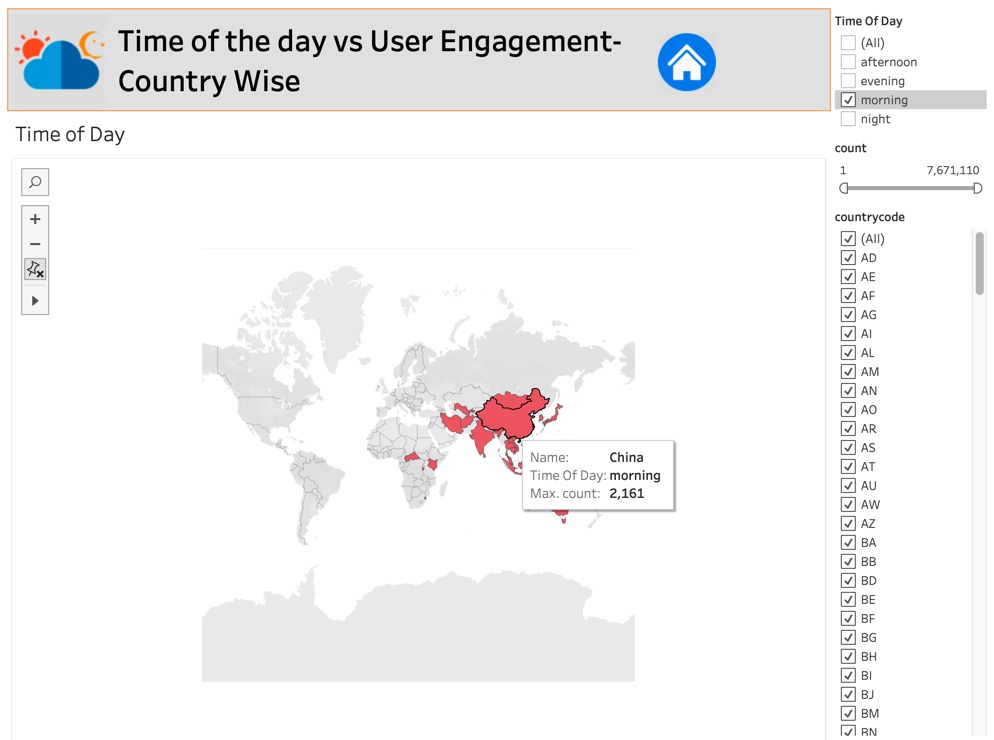 Time of the day vs User Engagement-
Country Wise
Time of Day
Name: China
Time Of Day: morning
Max. count: 2,161
Time Of Day
(All)
afternoon
evening
morning
night
count
1 7,671,110
countrycode
(All)
AD
AE
AF
AG
AI
AL
AM
AN
AO
AR
AS
AT
AU
AW
AZ
BA
BB
BD
BE
BF
BG
BH
BI
BJ
BM
BN